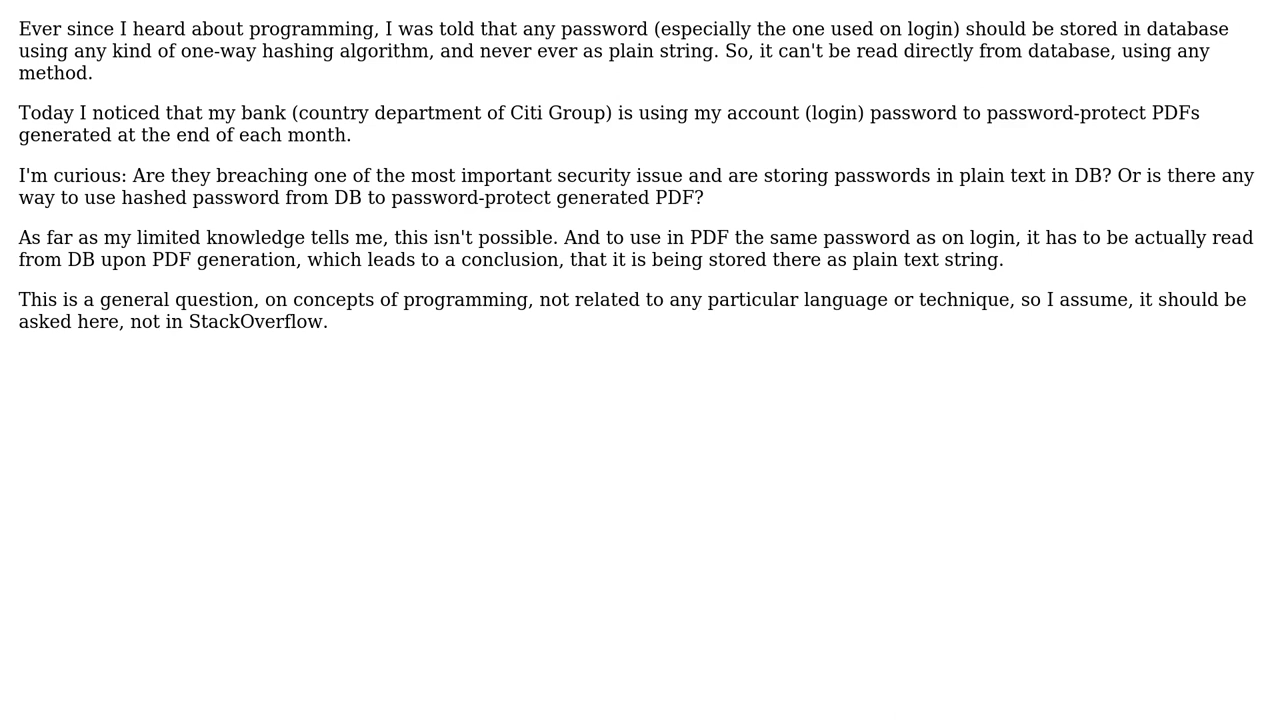 Ever since I heard about programming, I was told that any password (especially the one used on login) should be stored in database
using any kind of one-way hashing algorithm, and never ever as plain string. So, it can't be read directly from database, using any
method.
Today I noticed that my bank (country department of Citi Group) is using my account (login) password to password-protect PDFs
generated at the end of each month.
I'm curious: Are they breaching one of the most important security issue and are storing passwords in plain text in DB? Or is there any
way to use hashed password from DB to password-protect generated PDF?
As far as my limited knowledge tells me, this isn't possible. And to use in PDF the same password as on login, it has to be actually read
from DB upon PDF generation, which leads to a conclusion, that it is being stored there as plain text string.
This is a general question, on concepts of programming, not related to any particular language or technique, so I assume, it should be
asked here, not in StackOverflow.